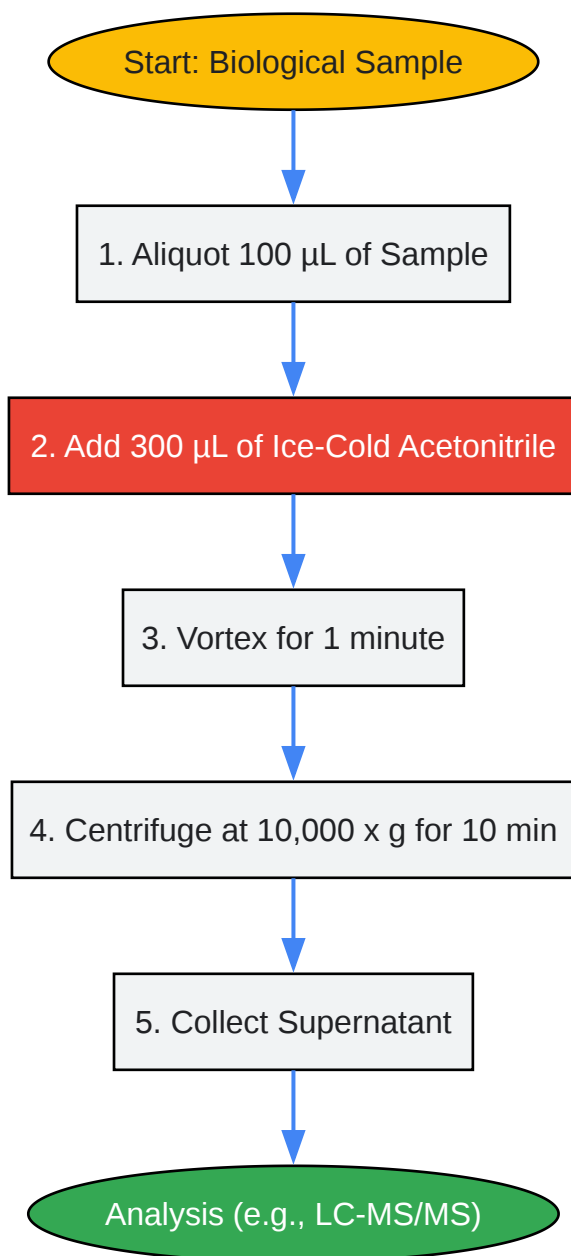 Start: Biological Sample
1. Aliquot 100 µL of Sample
2. Add 300 µL of Ice-Cold Acetonitrile
3. Vortex for 1 minute
4. Centrifuge at 10,000 x g for 10 min
5. Collect Supernatant
Analysis (e.g., LC-MS/MS)